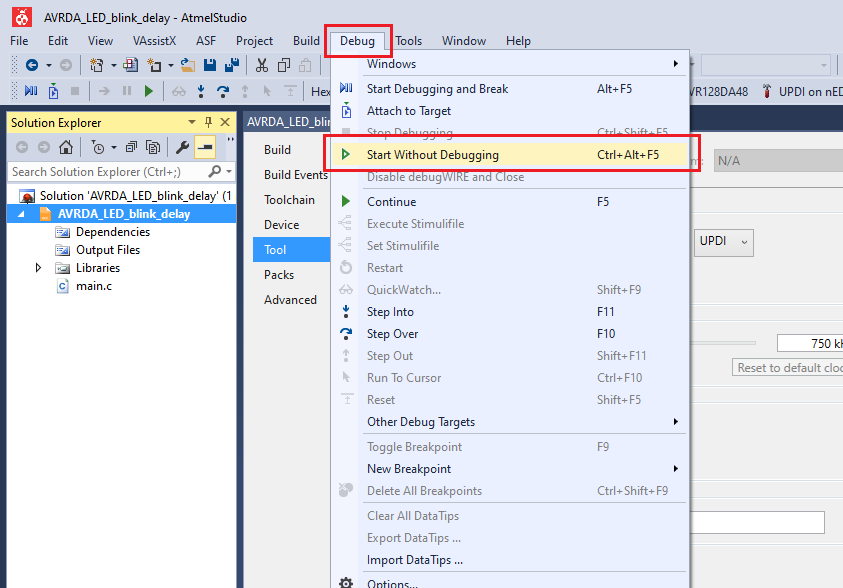 AVRDA_LED_blink_delay - AtmelStudio
File Edit View VAssistX ASF Project Build Debug Tools Window Help
Hex
VR128DA48 UPDI on nED
Solution Explorer
Search Solution Explorer (Ctrl+;)
Solution 'AVRDA_LED_blink_delay' (1
AVRDA_LED_blink_delay
Dependencies
Output Files
Libraries
main.c
AVRDA_LED_blin
Build
Build Events
Toolchain
Device
Tool
Packs
Advanced
Windows
Start Debugging and Break Alt+F5
Attach to Target
Stop Debugging Ctrl+Shift+F5
Start Without Debugging Ctrl+Alt+F5
Disable debugWIRE and Close
Continue F5
Execute Stimulifile
Set Stimulifile
Restart
QuickWatch... Shift+F9
Step Into F11
Step Over F10
Step Out Shift+F11
Run To Cursor Ctrl+F10
Reset Shift+F5
Other Debug Targets
Toggle Breakpoint F9
New Breakpoint
Delete All Breakpoints Ctrl+Shift+F9
Clear All DataTips
Export DataTips ...
Import DataTips ...
Options...
m: N/A
UPDI
750 kH
Reset to default cloc